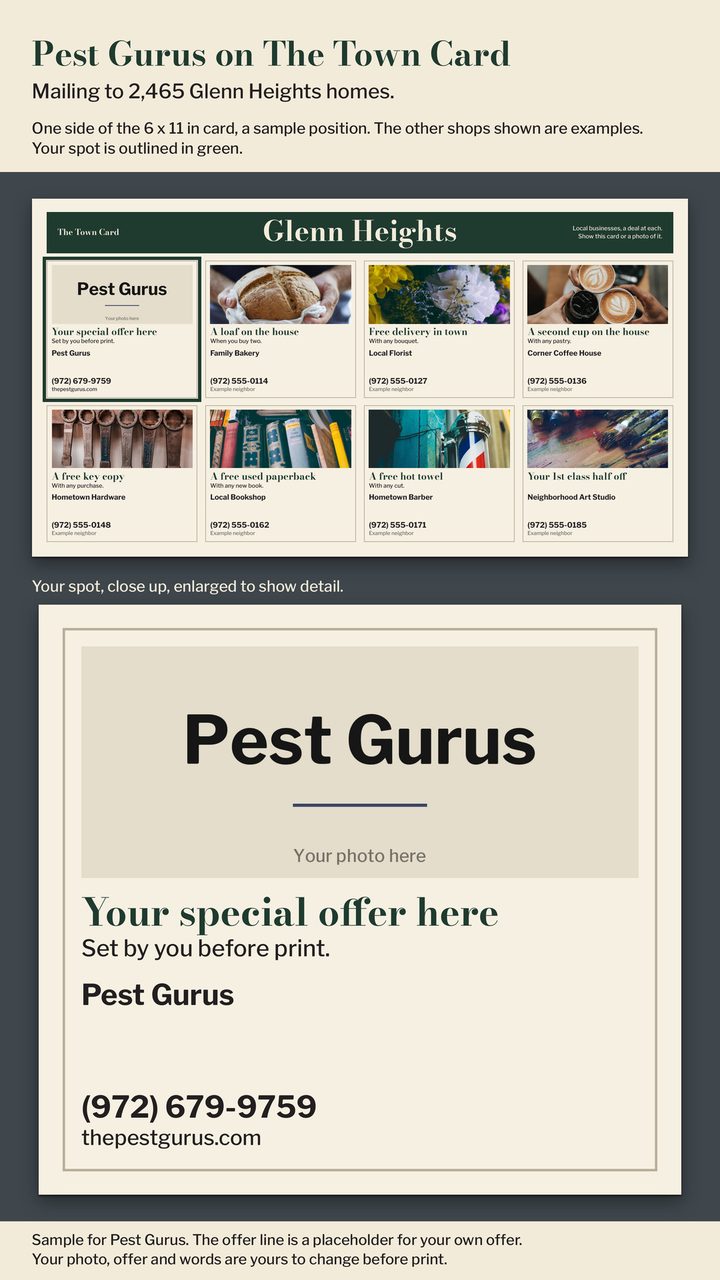 Pest Gurus on The Town Card
Mailing to 2,465 Glenn Heights homes.
One side of the 6 x 11 in card, a sample position. The other shops shown are examples.
Your spot is outlined in green.
The Town Card
Glenn Heights
Local businesses, a deal at each.
Show this card or a photo of it.
Pest Gurus
Your photo here
Your special offer here
Set by you before print.
Pest Gurus
(972) 679-9759
thepestgurus.com
A loaf on the house
When you buy two.
Family Bakery
(972) 555-0114
Example neighbor
Free delivery in town
With any bouquet.
Local Florist
(972) 555-0127
Example neighbor
A second cup on the house
With any pastry.
Corner Coffee House
(972) 555-0136
Example neighbor
A free key copy
With any purchase.
Hometown Hardware
(972) 555-0148
Example neighbor
A free used paperback
With any new book.
Local Bookshop
(972) 555-0162
Example neighbor
A free hot towel
With any cut.
Hometown Barber
(972) 555-0171
Example neighbor
Your 1st class half off
Neighborhood Art Studio
(972) 555-0185
Example neighbor
Your spot, close up, enlarged to show detail.
Pest Gurus
Your photo here
Your special offer here
Set by you before print.
Pest Gurus
(972) 679-9759
thepestgurus.com
Sample for Pest Gurus. The offer line is a placeholder for your own offer.
Your photo, offer and words are yours to change before print.